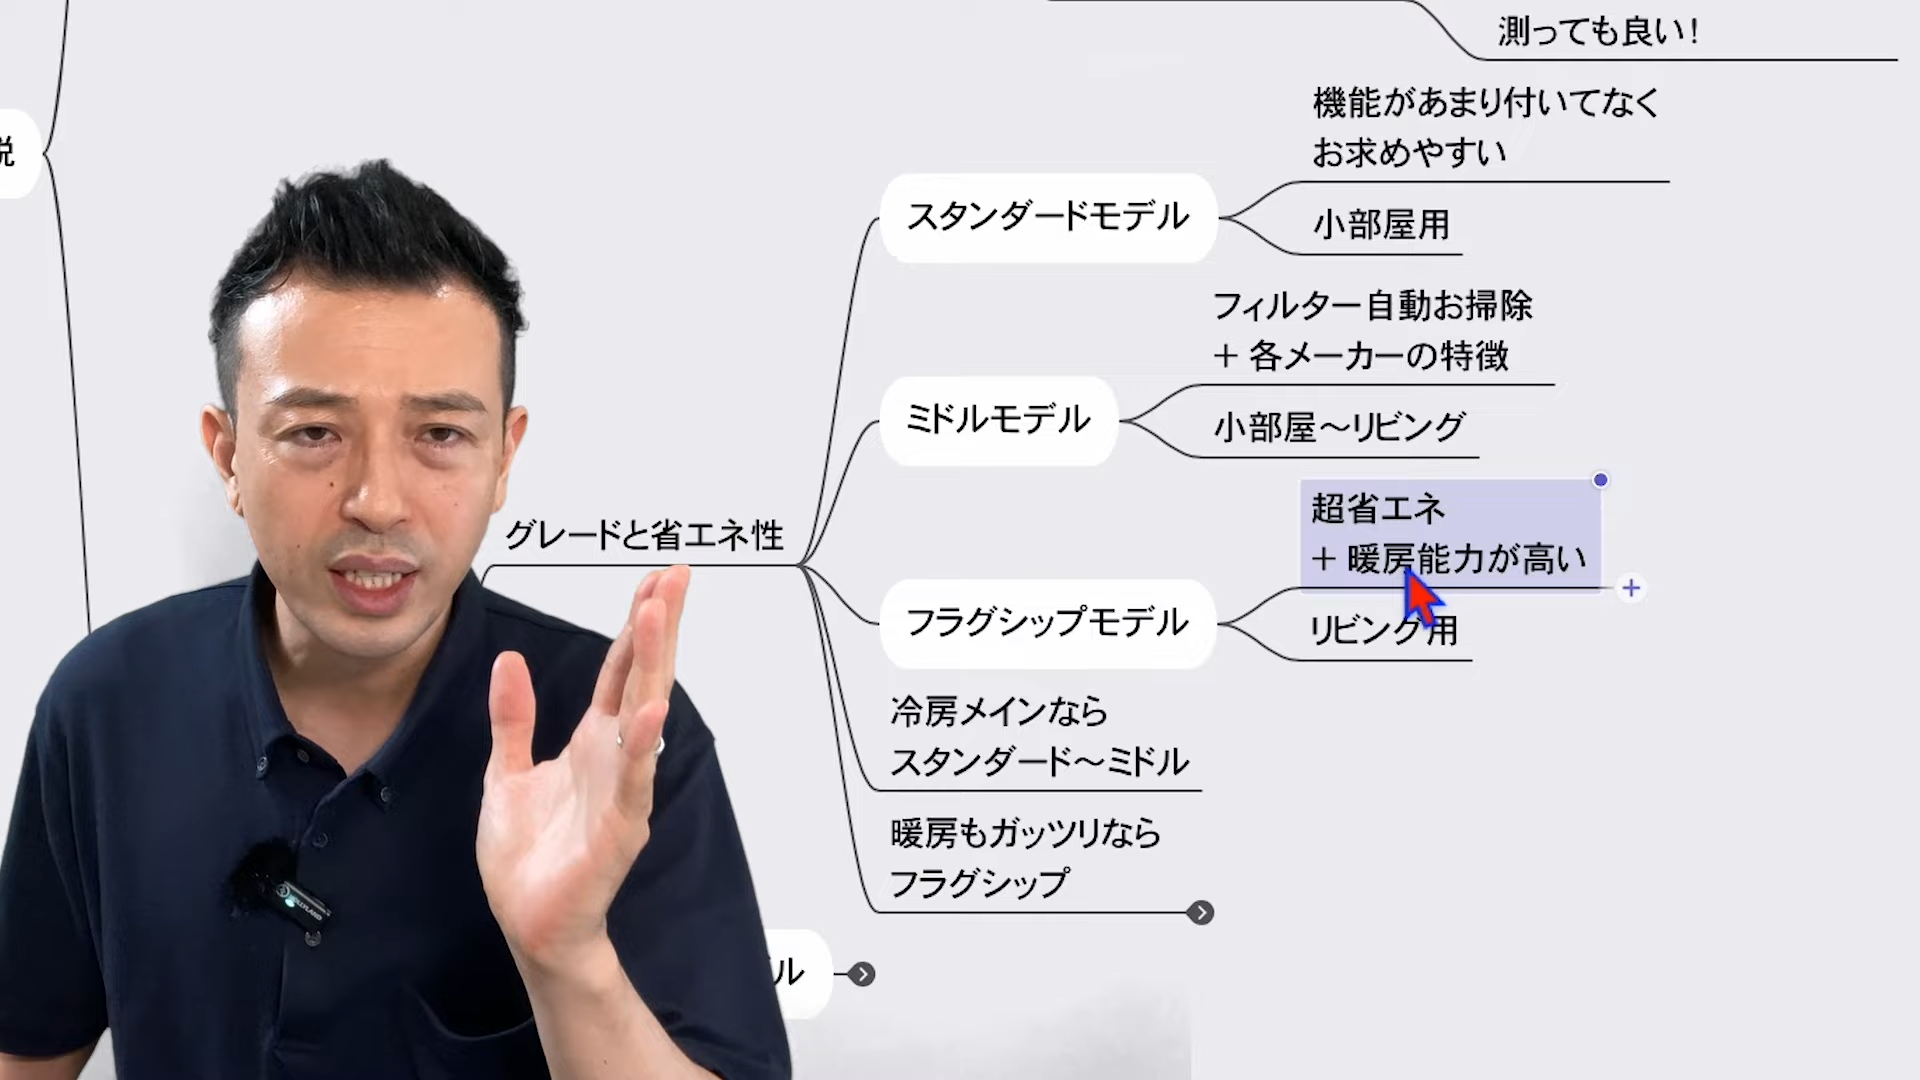 測っても良い！
機能があまり付いてなく
お求めやすい
スタンダードモデル
小部屋用
フィルター自動お掃除
＋ 各メーカーの特徴
ミドルモデル
小部屋〜リビング
グレードと省エネ性
超省エネ
＋ 暖房能力が高い
フラグシップモデル
リビング用
冷房メインなら
スタンダード〜ミドル
暖房もガッツリなら
フラグシップ
ル